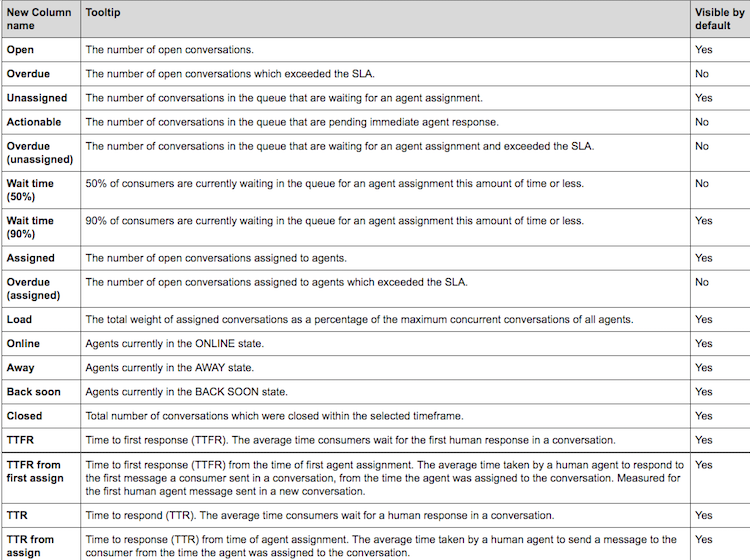 New Column Tooltip Visible by
name default
Open The number of open conversations. Yes
Overdue The number of open conversations which exceeded the SLA. No
Unassigned The number of conversations in the queue that are waiting for an agent assignment. Yes
Actionable The number of conversations in the queue that are pending immediate agent response. No
Overdue The number of conversations in the queue that are waiting for an agent assignment and exceeded the SLA. No
(unassigned)
Wait time 50% of consumers are currently waiting in the queue for an agent assignment this amount of time or less. No
(50%)
Wait time 90% of consumers are currently waiting in the queue for an agent assignment this amount of time or less. Yes
(90%)
Assigned The number of open conversations assigned to agents. Yes
Overdue The number of open conversations assigned to agents which exceeded the SLA. No
(assigned)
Load The total weight of assigned conversations as a percentage of the maximum concurrent conversations of all agents. Yes
Online Agents currently in the ONLINE state. Yes
Away Agents currently in the AWAY state. Yes
Back soon Agents currently in the BACK SOON state. Yes
Closed Total number of conversations which were closed within the selected timeframe. Yes
TTFR Time to first response (TTFR). The average time consumers wait for the first human response in a conversation. Yes
TTFR from Time to first response (TTFR) from the time of first agent assignment. The average time taken by a human agent to respond to Yes
first assign the first message a consumer sent in a conversation, from the time the agent was assigned to the conversation. Measured for
the first human agent message sent in a new conversation.
TTR Time to respond (TTR). The average time consumers wait for a human response in a conversation. Yes
TTR from Time to response (TTR) from time of agent assignment. The average time taken by a human agent to send a message to the Yes
assign consumer from the time the agent was assigned to the conversation.